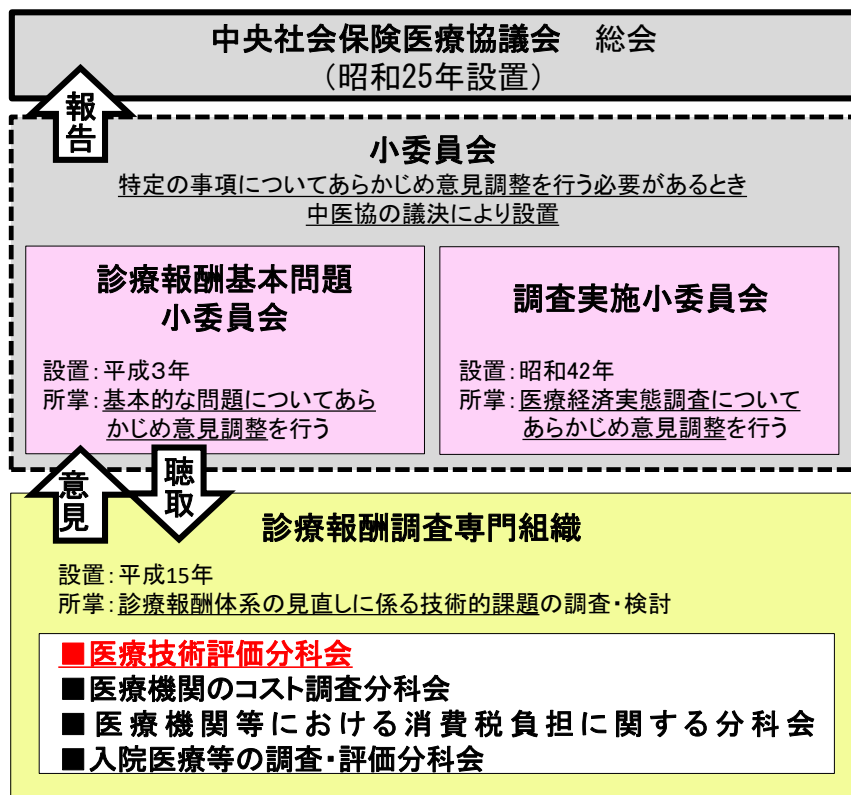 中央社会保険医療協議会　総会
（昭和25年設置）
報告
小委員会
特定の事項についてあらかじめ意見調整を行う必要があるとき
中医協の議決により設置
診療報酬基本問題
小委員会
設置：平成３年
所掌：基本的な問題についてあら
かじめ意見調整を行う
調査実施小委員会
設置：昭和42年
所掌：医療経済実態調査について
あらかじめ意見調整を行う
意見
聴取
診療報酬調査専門組織
設置：平成15年
所掌：診療報酬体系の見直しに係る技術的課題の調査・検討
■医療技術評価分科会
■医療機関のコスト調査分科会
■医療機関等における消費税負担に関する分科会
■入院医療等の調査・評価分科会